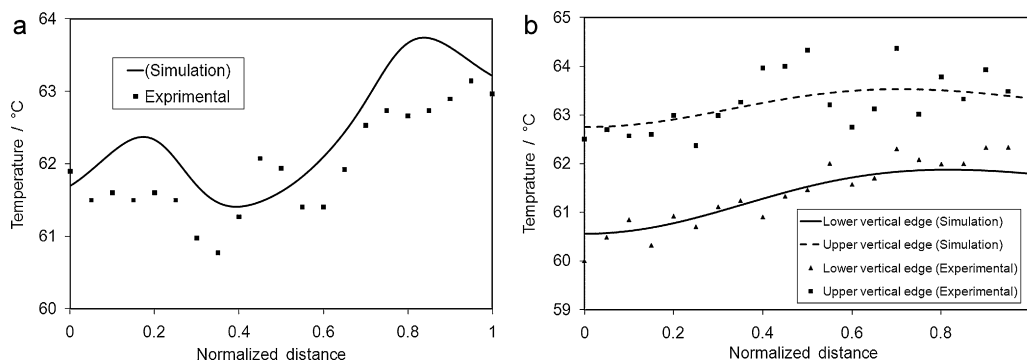 a
64
63
62
61
60
Temperature / °C
(Simulation)
Exprimental
0
0.2
0.4
0.6
0.8
1
Normalized distance
b
65
64
63
62
61
60
59
Temprature / °C
Lower vertical edge (Simulation)
Upper vertical edge (Simulation)
Lower vertical edge (Experimental)
Upper vertical edge (Experimental)
0
0.2
0.4
0.6
0.8
Normalized distance